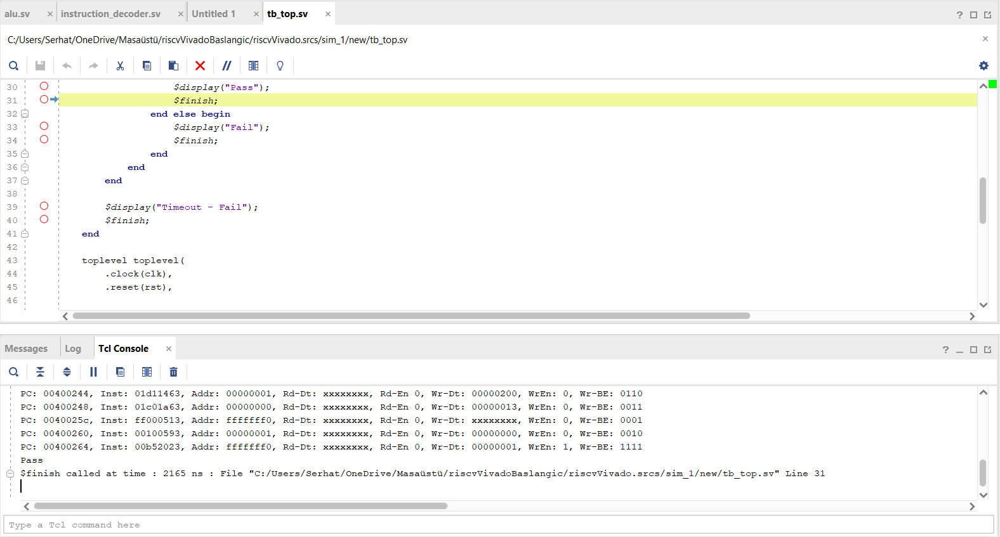 alu.sv × instruction_decoder.sv × Untitled 1 × tb_top.sv ×
? 
C:/Users/Serhat/OneDrive/Masaüstü/riscvVivadoBaslangic/riscvVivado.srcs/sim_1/new/tb_top.sv ×
30 $display("Pass");
31 $finish;
32 end else begin
33 $display("Fail");
34 $finish;
35 end
36 end
37 end
38
39 $display("Timeout - Fail");
40 $finish;
41 end
42
43 toplevel toplevel(
44 .clock(clk),
45 .reset(rst),
46
Messages Log Tcl Console ×
?
PC: 00400244, Inst: 01d11463, Addr: 00000001, Rd-Dt: xxxxxxxx, Rd-En 0, Wr-Dt: 00000200, WrEn: 0, Wr-BE: 0110
PC: 00400248, Inst: 01c01a63, Addr: 00000000, Rd-Dt: xxxxxxxx, Rd-En 0, Wr-Dt: 00000013, WrEn: 0, Wr-BE: 0011
PC: 0040025c, Inst: ff000513, Addr: fffffff0, Rd-Dt: xxxxxxxx, Rd-En 0, Wr-Dt: xxxxxxxx, WrEn: 0, Wr-BE: 0001
PC: 00400260, Inst: 00100593, Addr: 00000001, Rd-Dt: xxxxxxxx, Rd-En 0, Wr-Dt: 00000000, WrEn: 0, Wr-BE: 0010
PC: 00400264, Inst: 00b52023, Addr: fffffff0, Rd-Dt: xxxxxxxx, Rd-En 0, Wr-Dt: 00000001, WrEn: 1, Wr-BE: 1111
Pass
$finish called at time : 2165 ns : File "C:/Users/Serhat/OneDrive/Masaüstü/riscvVivadoBaslangic/riscvVivado.srcs/sim_1/new/tb_top.sv" Line 31
Type a Tcl command here